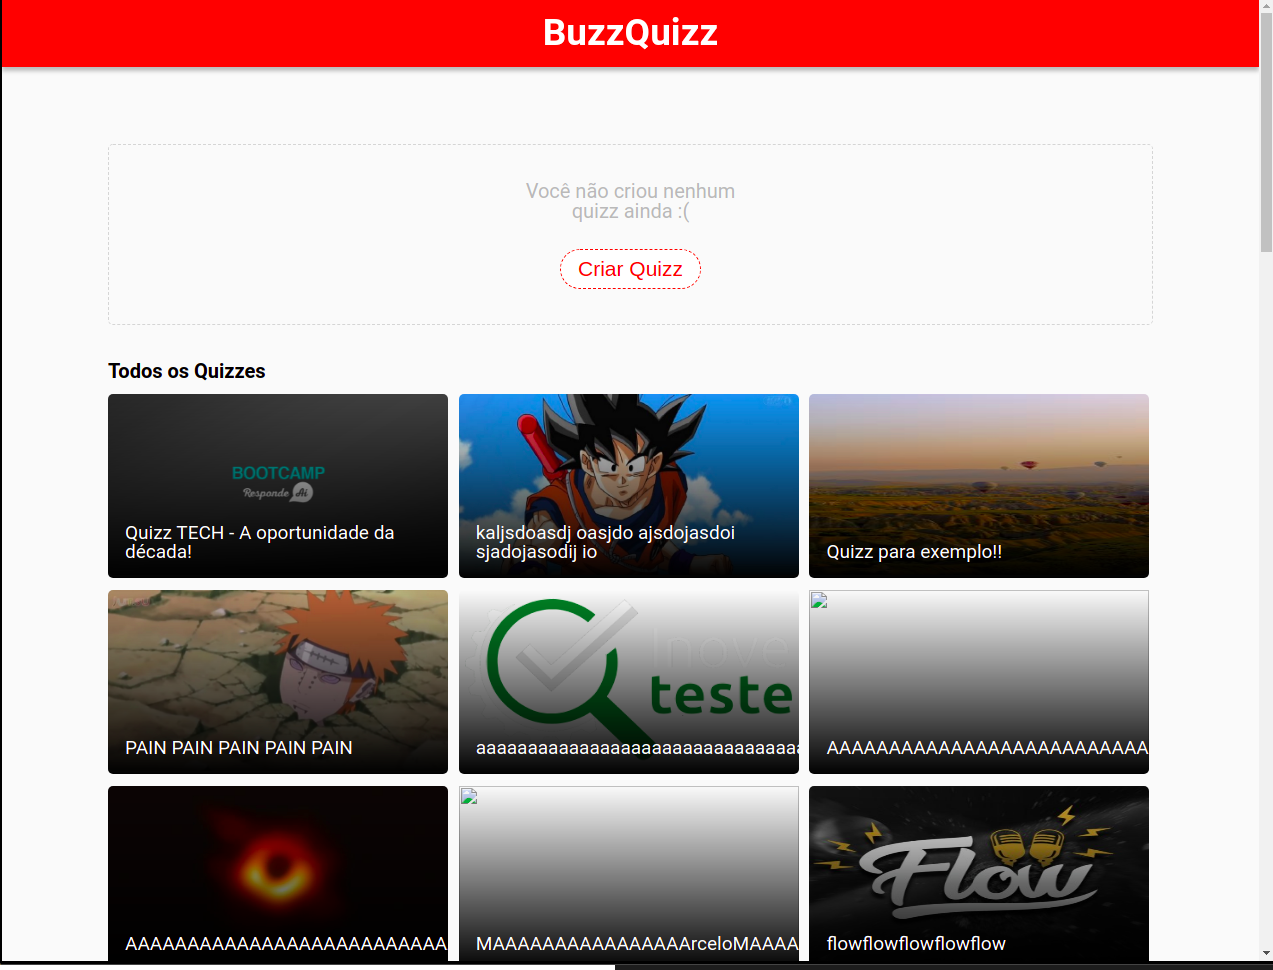 BuzzQuizz
Você não criou nenhum
quizz ainda :(
Criar Quizz
Todos os Quizzes
BOOTCAMP
Responde Aí
Quizz TECH - A oportunidade da
década!
kaljsdoasdj oasjdo ajsdojasdoi
sjadojasodij io
Quizz para exemplo!!
PAIN PAIN PAIN PAIN PAIN
Inove
teste
aaaaaaaaaaaaaaaaaaaaaaaaaaaaaaa
AAAAAAAAAAAAAAAAAAAAAAAAAA
AAAAAAAAAAAAAAAAAAAAAAAAAA
MAAAAAAAAAAAAAAAArceloMAAAA
Flow
flowflowflowflowflow